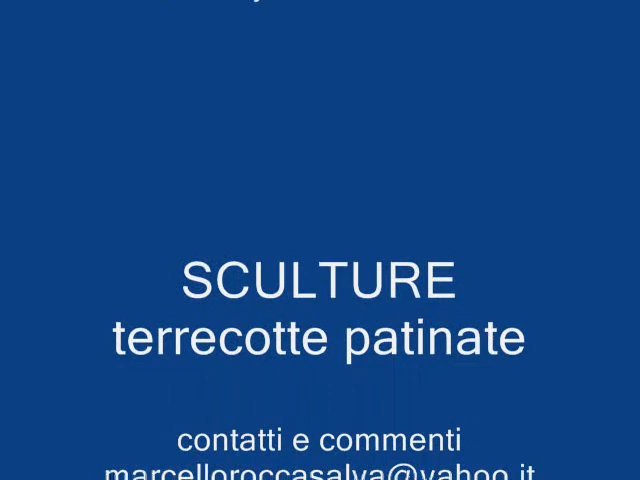 SCULTURE
terrecotte patinate
contatti e commenti
marcelloroccasalva@yahoo.it